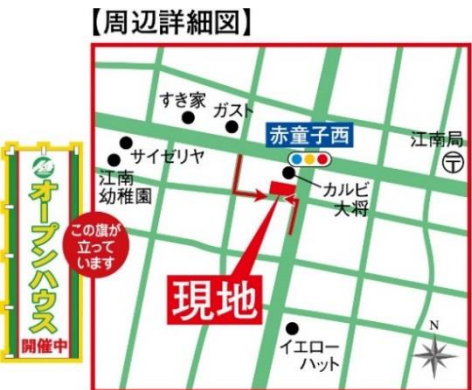 【周辺詳細図】
すき家
ガスト
赤童子西
江南局
〒
サイゼリヤ
江南
幼稚園
カルビ
大将
オープンハウス
開催中
この旗が
立って
います
現地
イエロー
ハット
N